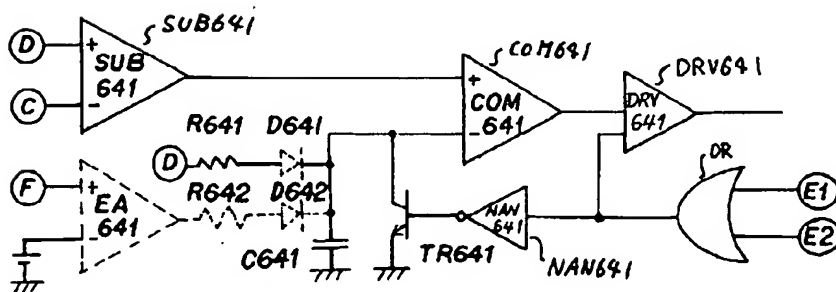 SUB641
COM641
DRV641
D
+
SUB
641
C
-
+
COM
641
-
DRV
641
R641
D641
D
OR
F
+
EA
641
-
R642
D642
E1
E2
C641
TR641
NAN
641
NAN641